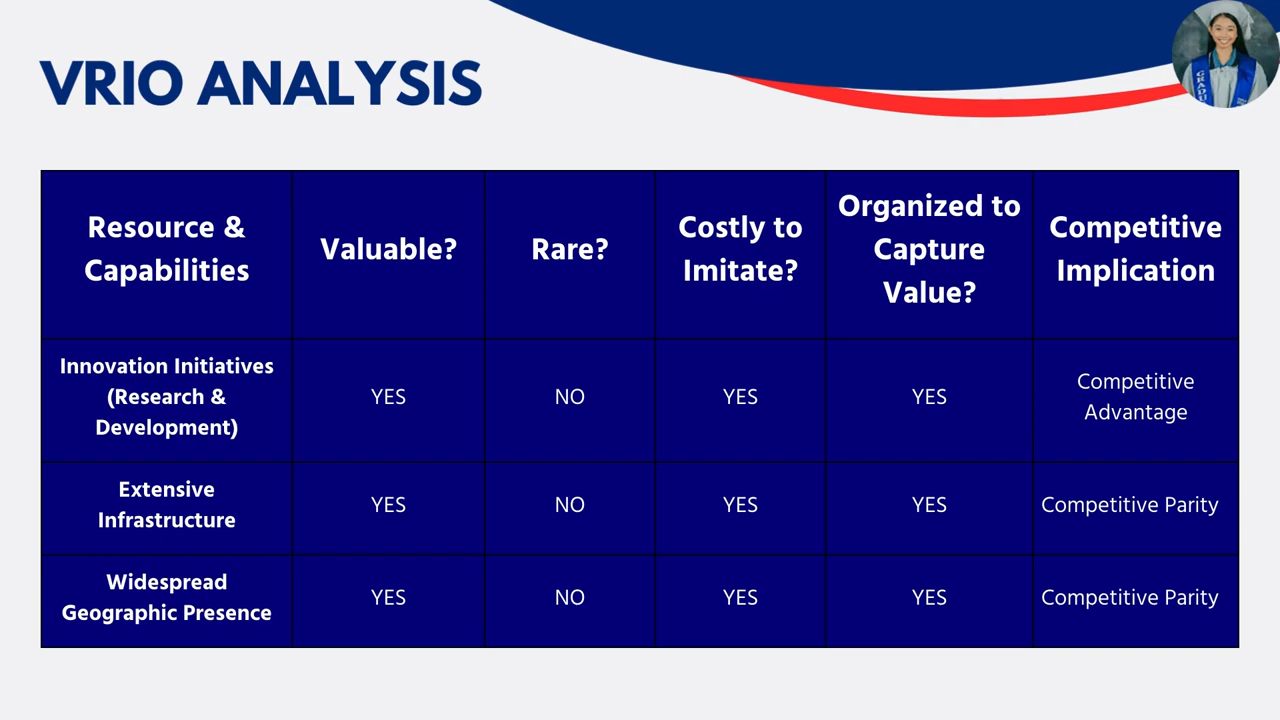 VRIO ANALYSIS
Resource &
Capabilities
Valuable?
Rare?
Costly to
Imitate?
Organized to
Capture
Value?
Competitive
Implication
Innovation Initiatives
(Research &
Development)
YES
NO
YES
YES
Competitive
Advantage
Extensive
Infrastructure
YES
NO
YES
YES
Competitive Parity
Widespread
Geographic Presence
YES
NO
YES
YES
Competitive Parity